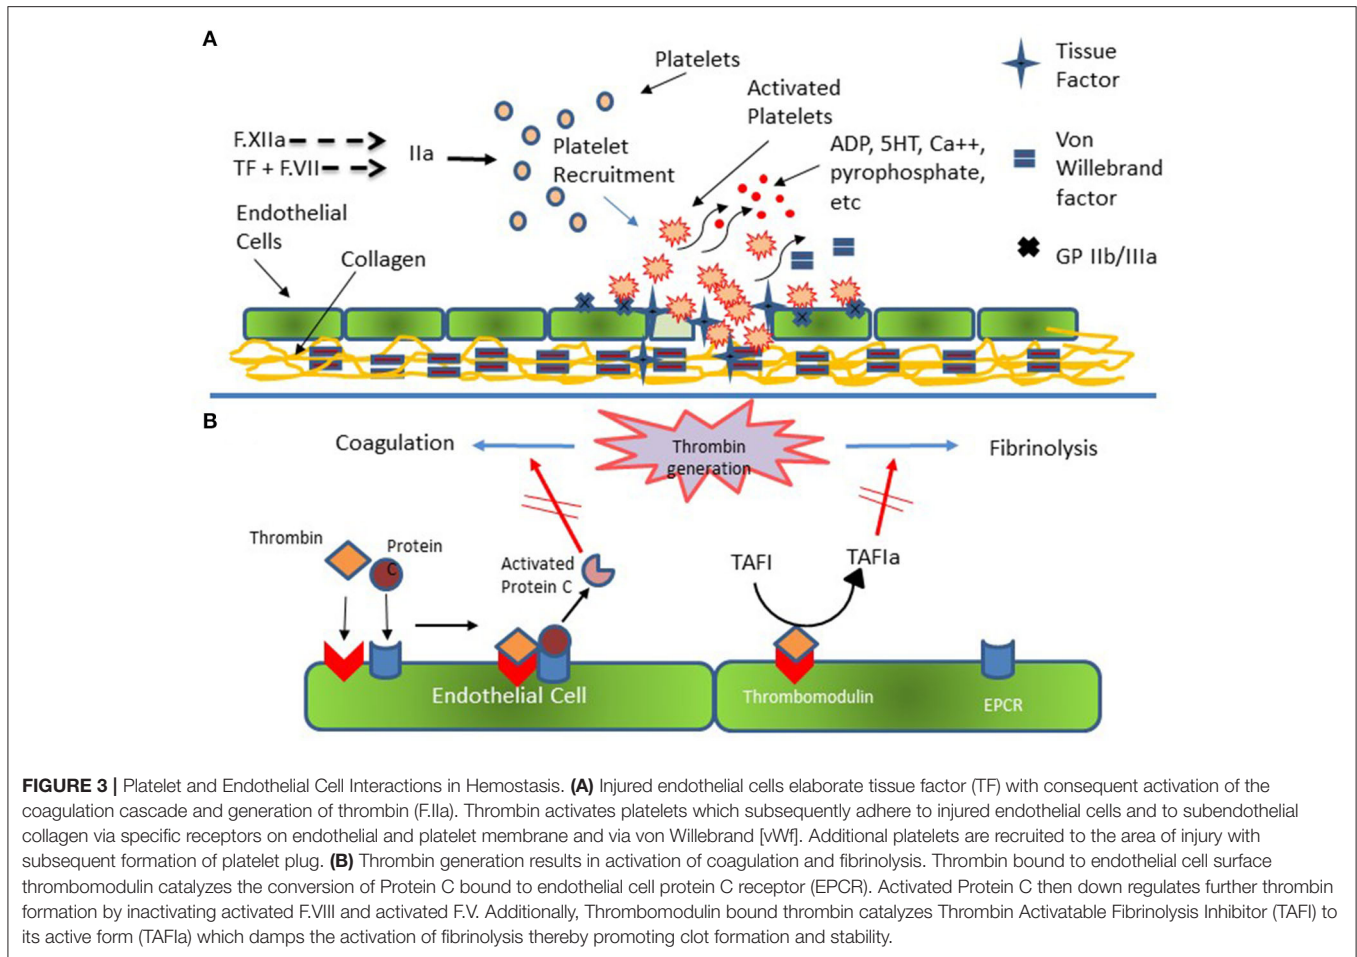 A
Platelets
Activated
Platelets
Tissue
Factor
F.XIIa
TF + F.VII
IIa
Platelet
Recruitment
ADP, 5HT, Ca++,
pyrophosphate,
etc
Von
Willebrand
factor
Endothelial
Cells
Collagen
GP IIb/IIIa
B
Coagulation
Thrombin
generation
Fibrinolysis
Thrombin
Protein
C
Activated
Protein C
TAFI
TAFIa
Endothelial Cell
Thrombomodulin
EPCR
FIGURE 3 | Platelet and Endothelial Cell Interactions in Hemostasis. (A) Injured endothelial cells elaborate tissue factor (TF) with consequent activation of the
coagulation cascade and generation of thrombin (F.IIa). Thrombin activates platelets which subsequently adhere to injured endothelial cells and to subendothelial
collagen via specific receptors on endothelial and platelet membrane and via von Willebrand [vWf]. Additional platelets are recruited to the area of injury with
subsequent formation of platelet plug. (B) Thrombin generation results in activation of coagulation and fibrinolysis. Thrombin bound to endothelial cell surface
thrombomodulin catalyzes the conversion of Protein C bound to endothelial cell protein C receptor (EPCR). Activated Protein C then down regulates further thrombin
formation by inactivating activated F.VIII and activated F.V. Additionally, Thrombomodulin bound thrombin catalyzes Thrombin Activatable Fibrinolysis Inhibitor (TAFI) to
its active form (TAFIa) which damps the activation of fibrinolysis thereby promoting clot formation and stability.